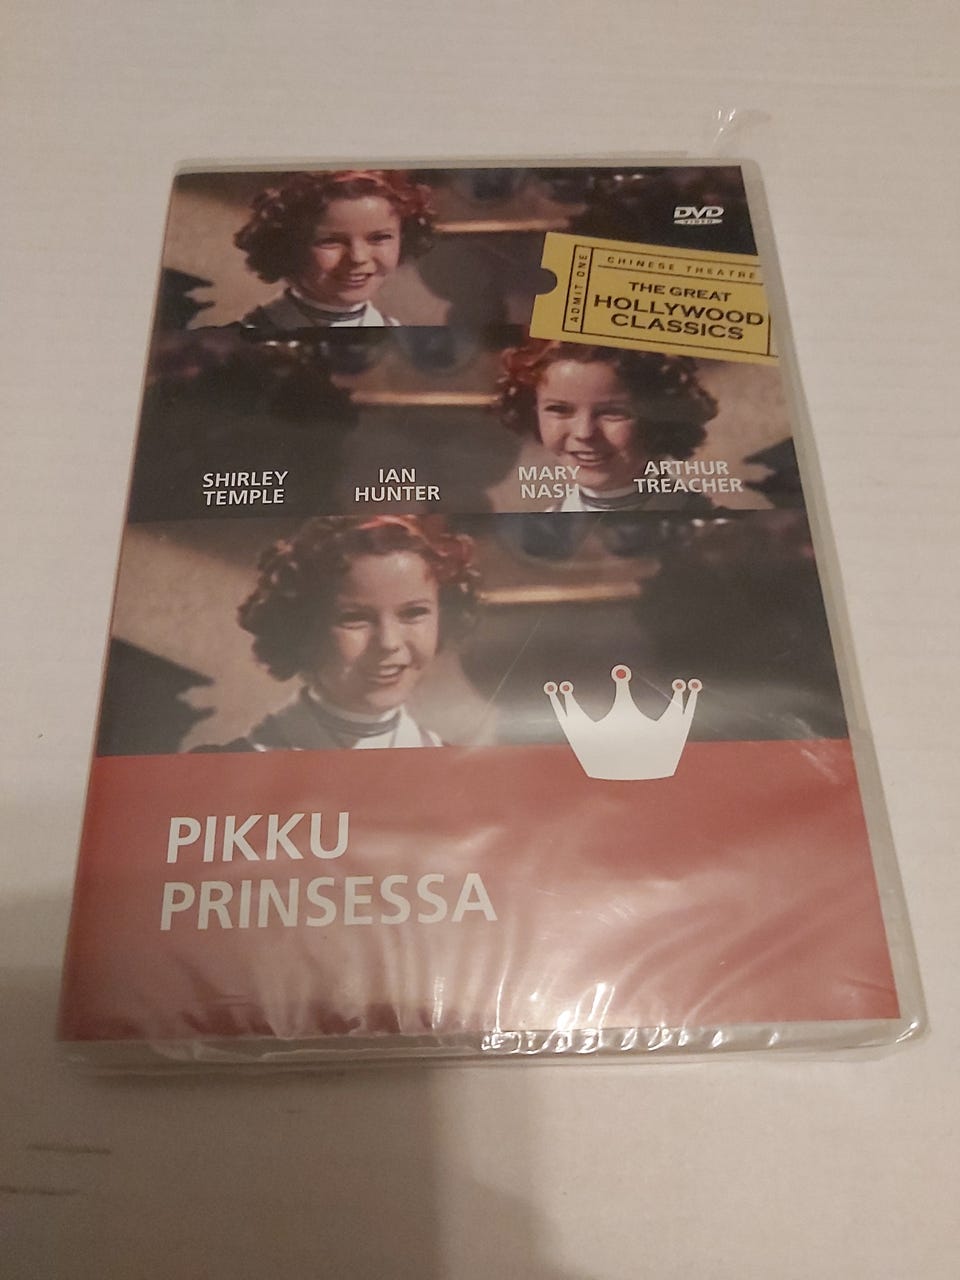 DVD
VIDEO
ADMIT ONE
CHINESE THEATRE
THE GREAT
HOLLYWOOD
CLASSICS
SHIRLEY
TEMPLE
IAN
HUNTER
MARY
NASH
ARTHUR
TREACHER
PIKKU
PRINSESSA